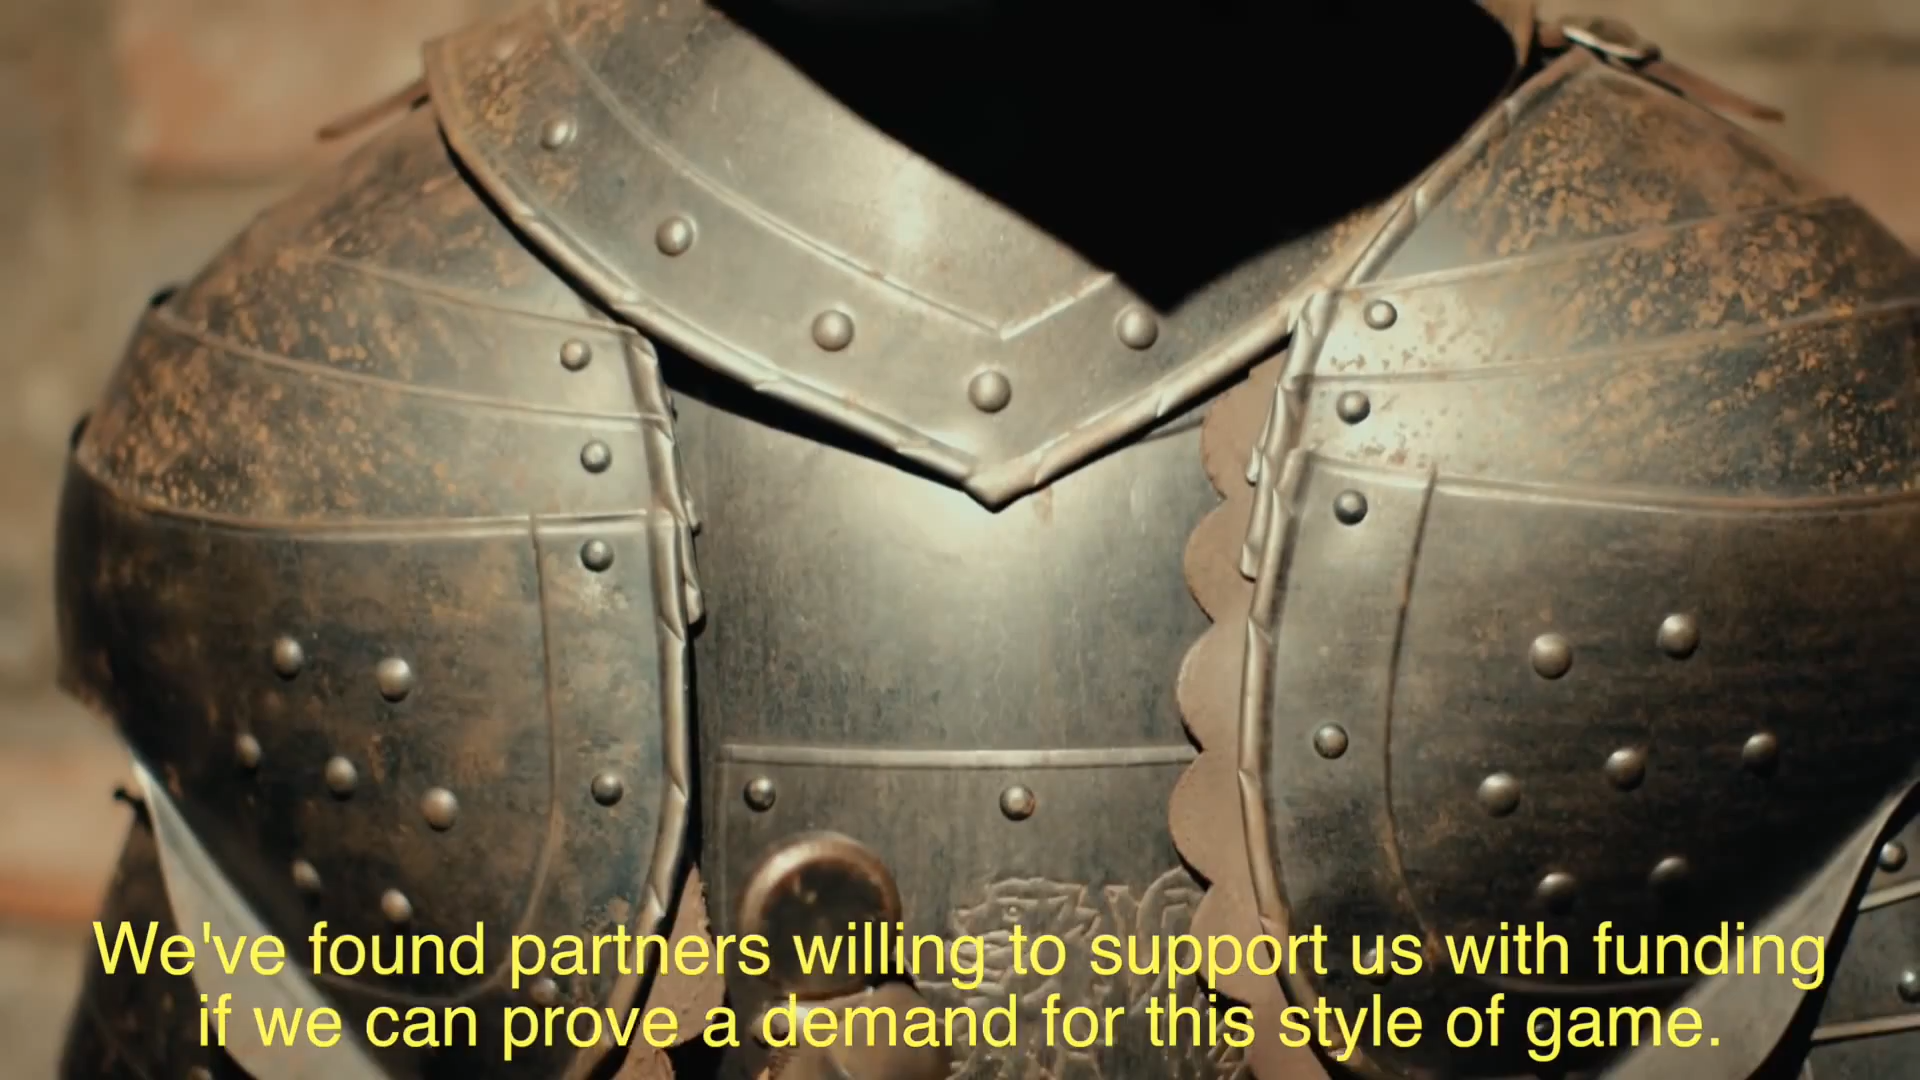 We've found partners willing to support us with funding
if we can prove a demand for this style of game.